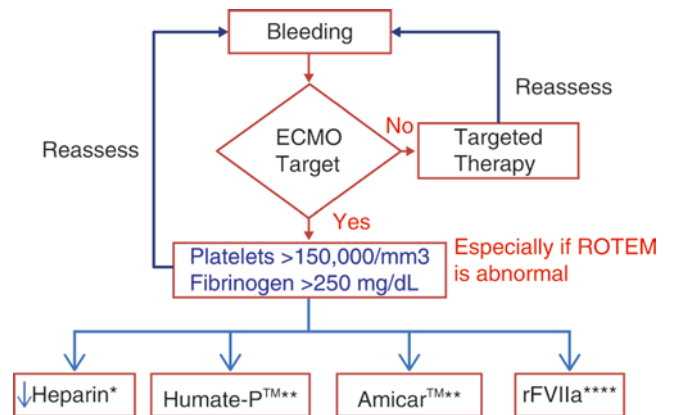 Bleeding
Reassess
No
ECMO
Target
Targeted
Therapy
Reassess
Yes
Platelets >150,000/mm3
Fibrinogen >250 mg/dL
Especially if ROTEM
is abnormal
↓Heparin*
Humate-P™**
Amicar™**
rFVIIa****